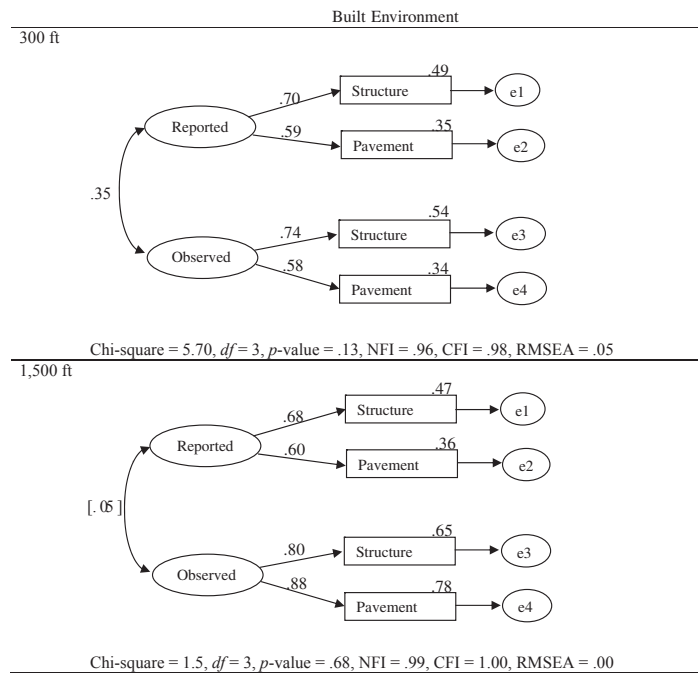 Built Environment
300 ft
.49
.70 Structure e1
Reported .35
.59 Pavement e2
.35
.54
.74 Structure e3
Observed .34
.58 Pavement e4
Chi-square = 5.70, df = 3, p-value = .13, NFI = .96, CFI = .98, RMSEA = .05
1,500 ft
.47
.68 Structure e1
Reported .36
.60 Pavement e2
[.05]
.65
.80 Structure e3
Observed .78
.88 Pavement e4
Chi-square = 1.5, df = 3, p-value = .68, NFI = .99, CFI = 1.00, RMSEA = .00